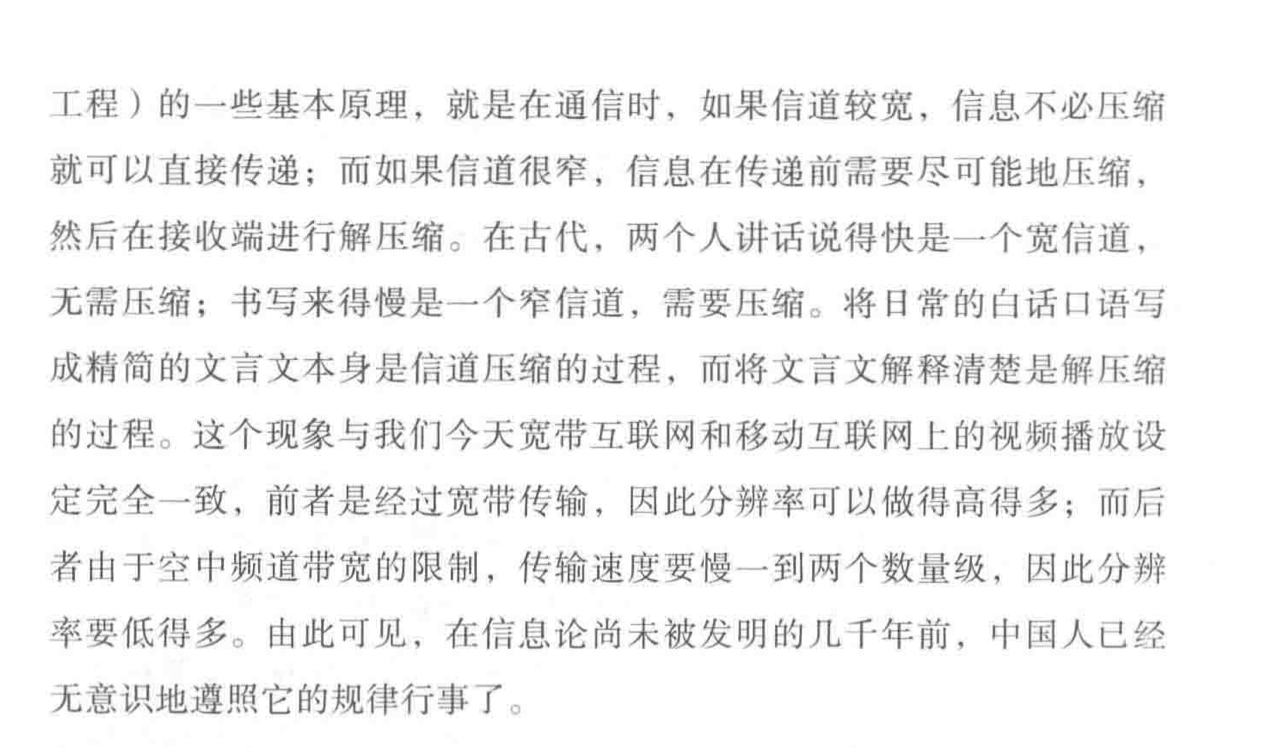 工程）的一些基本原理，就是在通信时，如果信道较宽，信息不必压缩
就可以直接传递；而如果信道很窄，信息在传递前需要尽可能地压缩，
然后在接收端进行解压缩。在古代，两个人讲话说得快是一个宽信道，
无需压缩；书写来得慢是一个窄信道，需要压缩。将日常的白话口语写
成精简的文言文本身是信道压缩的过程，而将文言文解释清楚是解压缩
的过程。这个现象与我们今天宽带互联网和移动互联网上的视频播放设
定完全一致，前者是经过宽带传输，因此分辨率可以做得高得多；而后
者由于空中频道带宽的限制，传输速度要慢一到两个数量级，因此分辨
率要低得多。由此可见，在信息论尚未被发明的几千年前，中国人已经
无意识地遵照它的规律行事了。